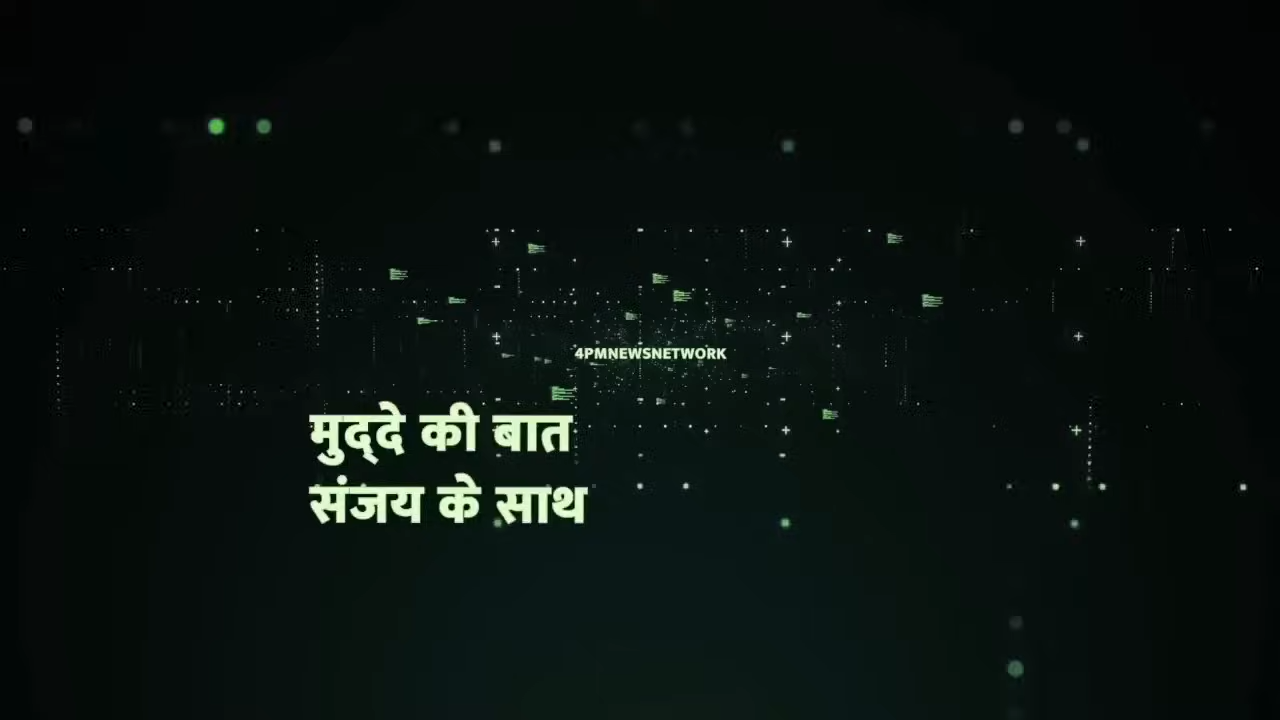 4PMNEWSNETWORK
मुद्दे की बात
संजय के साथ